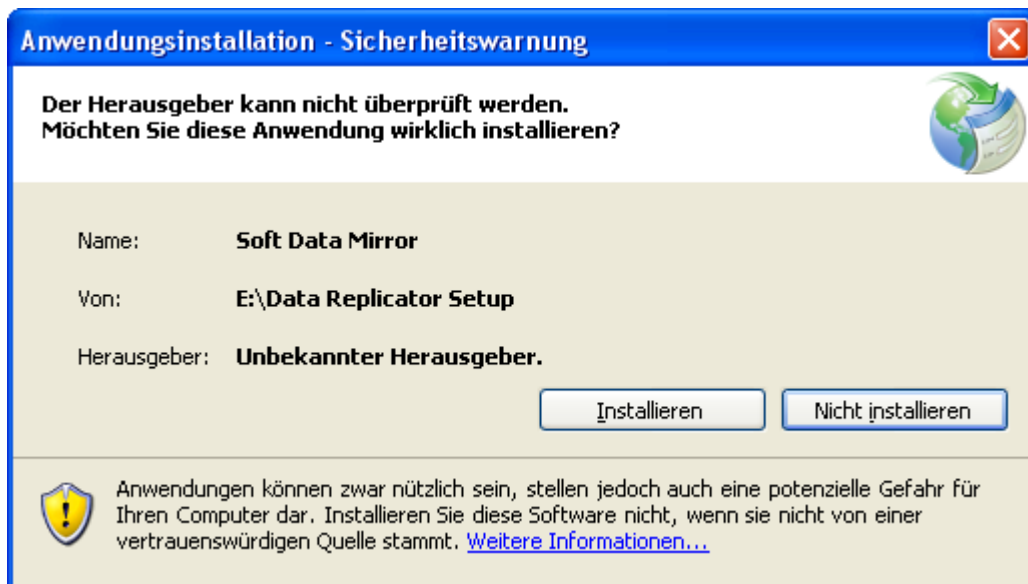 Anwendungsinstallation - Sicherheitswarnung
Der Herausgeber kann nicht überprüft werden.
Möchten Sie diese Anwendung wirklich installieren?
Name: Soft Data Mirror
Von: E:\Data Replicator Setup
Herausgeber: Unbekannter Herausgeber.
Installieren Nicht installieren
Anwendungen können zwar nützlich sein, stellen jedoch auch eine potenzielle Gefahr für
Ihren Computer dar. Installieren Sie diese Software nicht, wenn sie nicht von einer
vertrauenswürdigen Quelle stammt. Weitere Informationen...